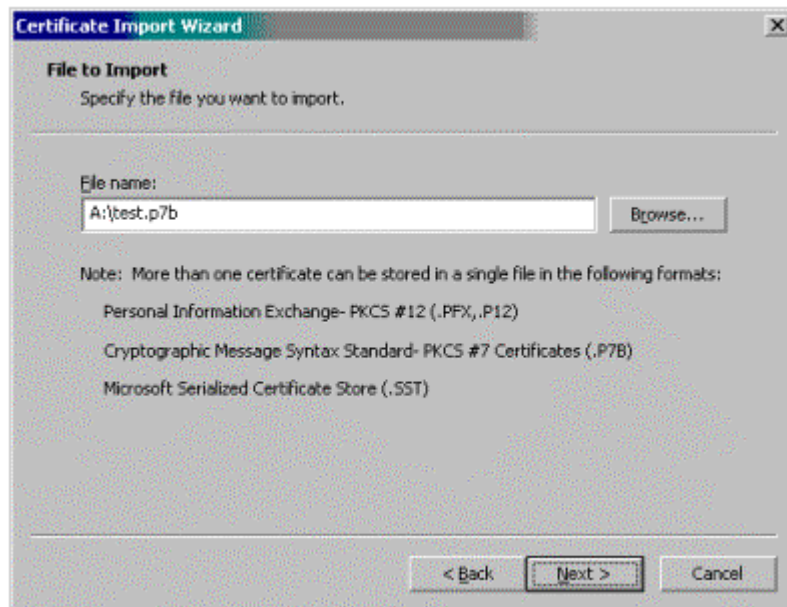 Certificate Import Wizard
File to Import
Specify the file you want to import.
File name:
A:\test.p7b
Browse...
Note: More than one certificate can be stored in a single file in the following formats:
Personal Information Exchange- PKCS #12 (.PFX,.P12)
Cryptographic Message Syntax Standard- PKCS #7 Certificates (.P7B)
Microsoft Serialized Certificate Store (.SST)
< Back
Next >
Cancel